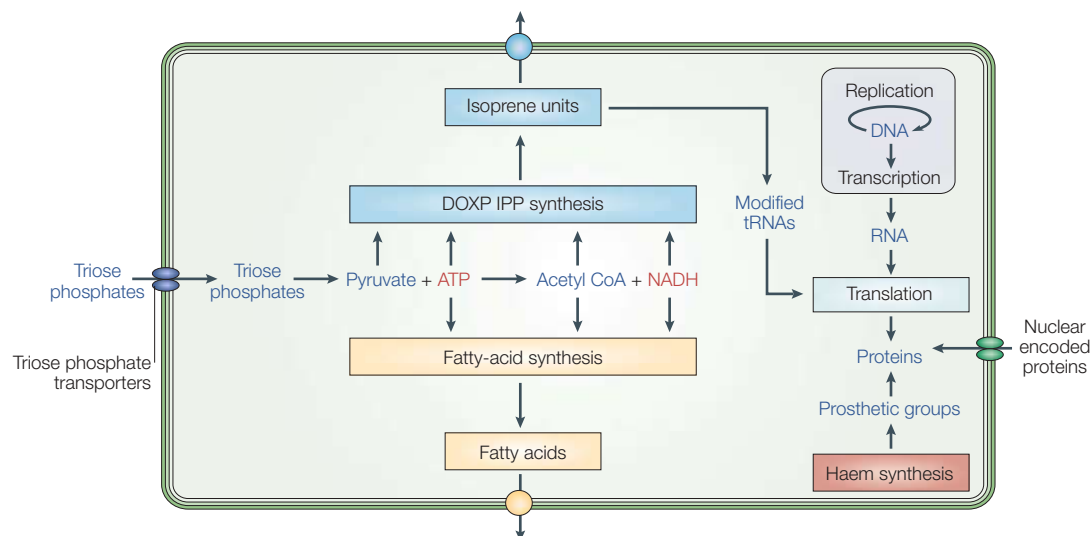 Isoprene units
Replication
DNA
Transcription
DOXP IPP synthesis
Modified
tRNAs
RNA
Triose
phosphates
Triose
phosphates
Pyruvate + ATP
Acetyl CoA + NADH
Translation
Triose phosphate
transporters
Fatty-acid synthesis
Proteins
Nuclear
encoded
proteins
Prosthetic groups
Fatty acids
Haem synthesis